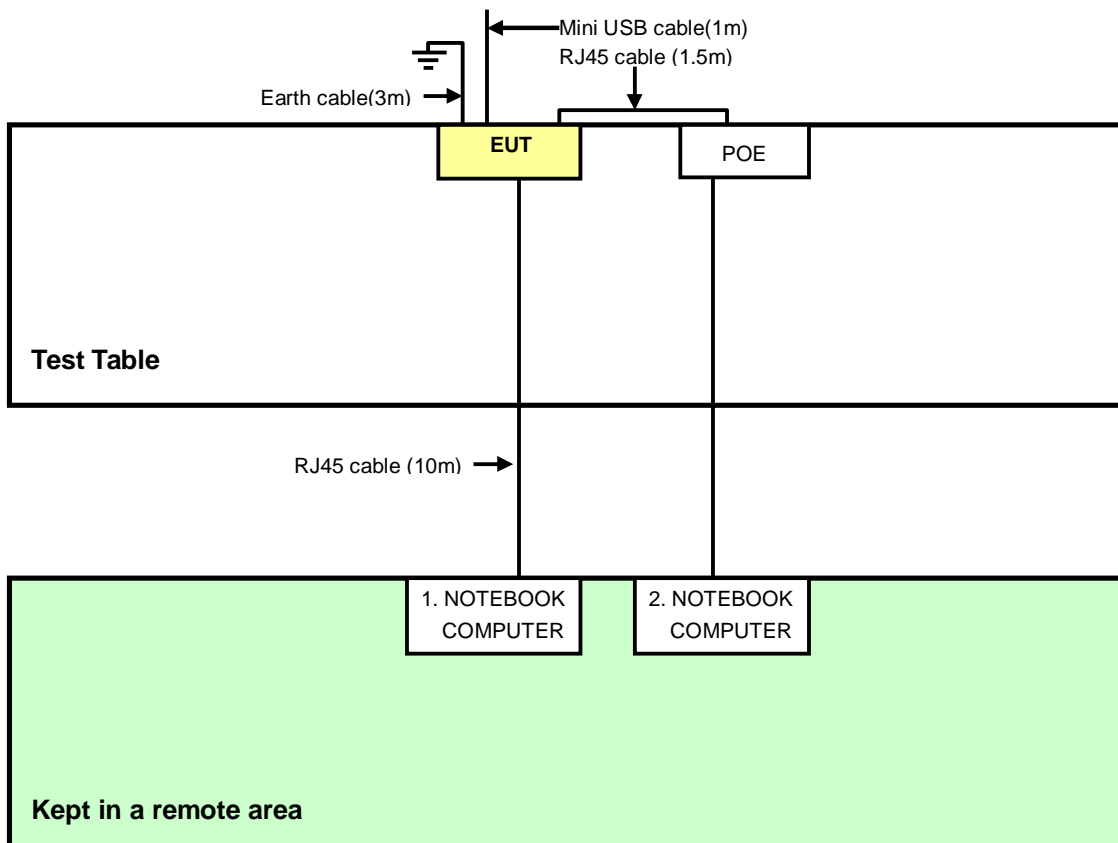 Mini USB cable(1m)
RJ45 cable (1.5m)
Earth cable(3m)
EUT
POE
Test Table
RJ45 cable (10m)
1. NOTEBOOK
COMPUTER
2. NOTEBOOK
COMPUTER
Kept in a remote area